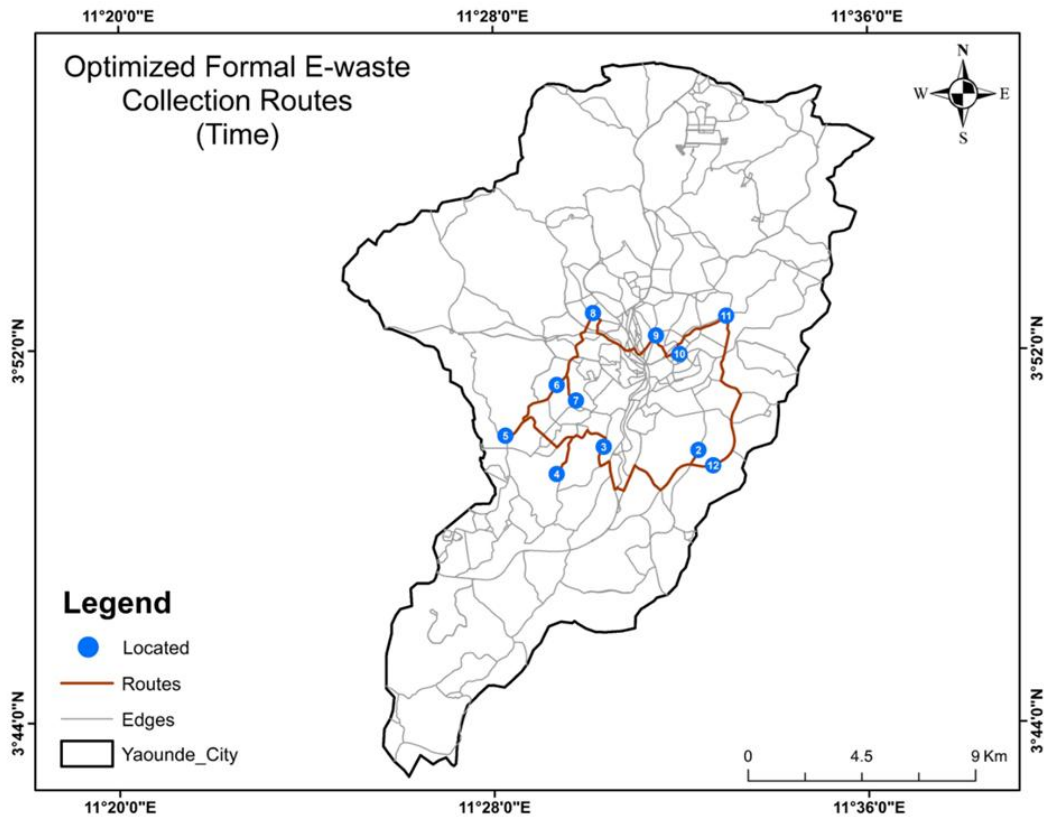 11°20'0"E
11°28'0"E
11°36'0"E
Optimized Formal E-waste
Collection Routes
(Time)
N
W
E
S
8
11
9
3°52'0"N
3°52'0"N
10
6
7
5
3
2
12
4
Legend
Located
Routes
Edges
Yaounde_City
3°44'0"N
3°44'0"N
0
4.5
9 Km
11°20'0"E
11°28'0"E
11°36'0"E